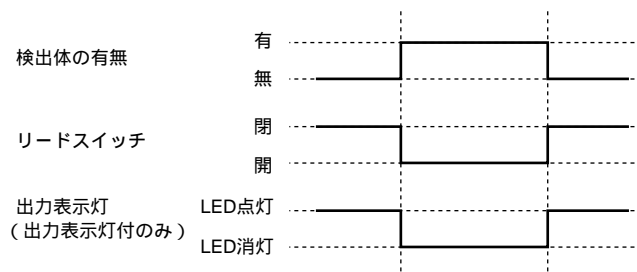 検出体の有無
有
無
リードスイッチ
閉
開
出力表示灯
(出力表示灯付のみ)
LED点灯
LED消灯